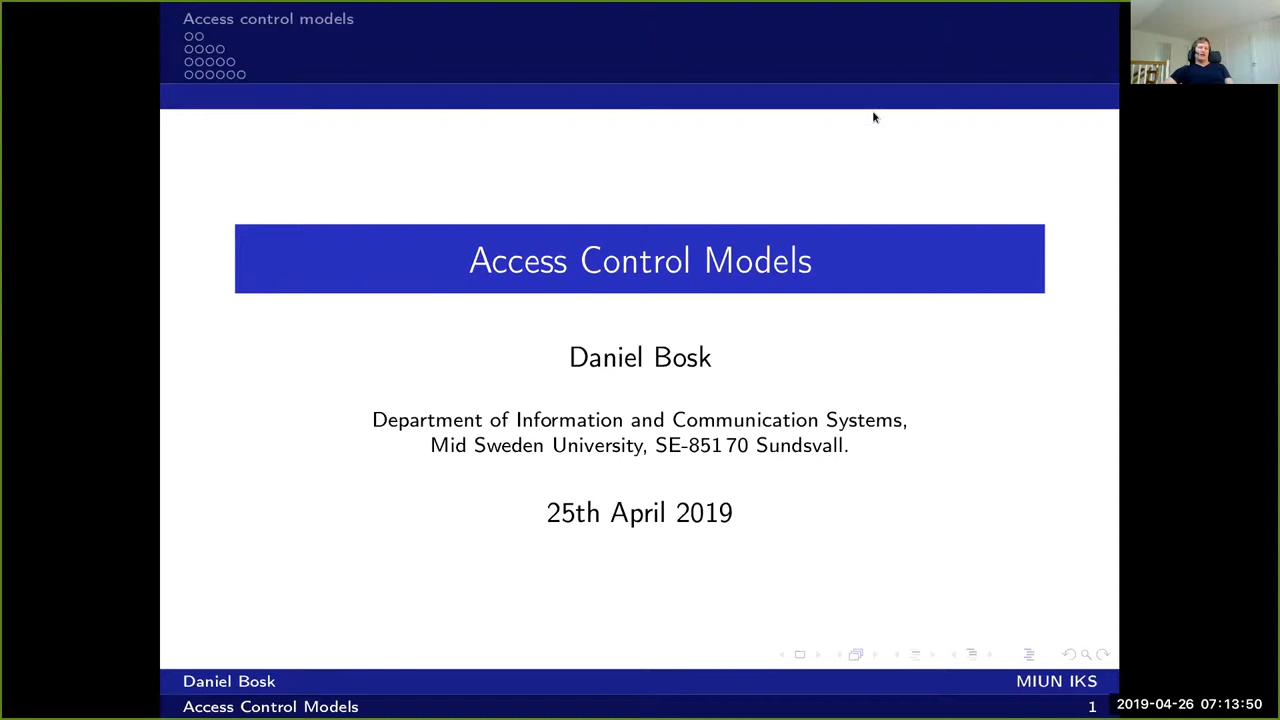 Access control models
Access Control Models
Daniel Bosk
Department of Information and Communication Systems,
Mid Sweden University, SE-851 70 Sundsvall.
25th April 2019
Daniel Bosk MIUN IKS
Access Control Models 1
2019-04-26 07:13:50